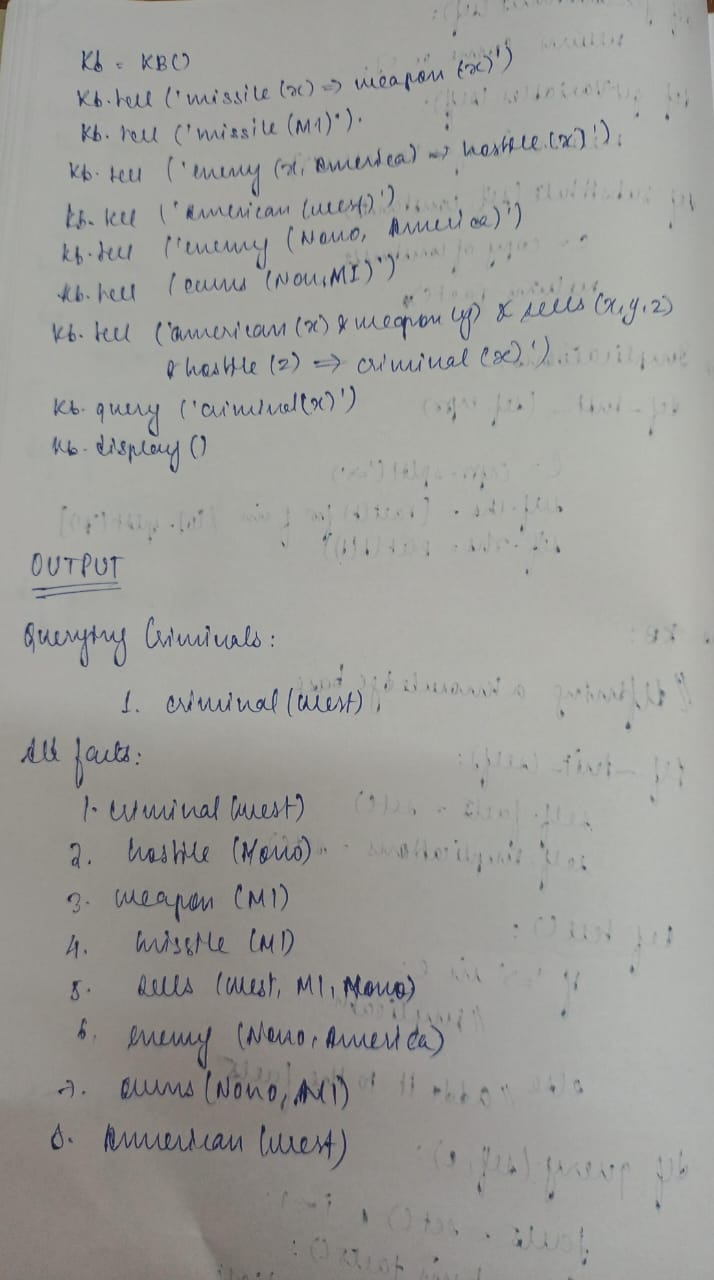 Kb = KB()
Kb.tell ('missile (x) => weapon (x)')
Kb. tell ('missile (M1)').
Kb. tell ('enemy (x, America) => hostile (x)').
Kb. tell ('American (west)')
Kb. tell ('enemy (Nono, America)')
Kb. tell ('owns (Nono, M1)')
Kb. tell ('american (x) & weapon (y) & sells (x, y, z)
& hostile (z) => criminal (x)')
Kb. query ('criminal(x)')
Kb. display ()
OUTPUT
Querying Criminals:
1. criminal (west)
All facts:
1. criminal (west)
2. hostile (Nono)
3. weapon (M1)
4. missile (M1)
5. sells (west, M1, Nono)
6. enemy (Nono, America)
7. owns (Nono, M1)
8. American (west)